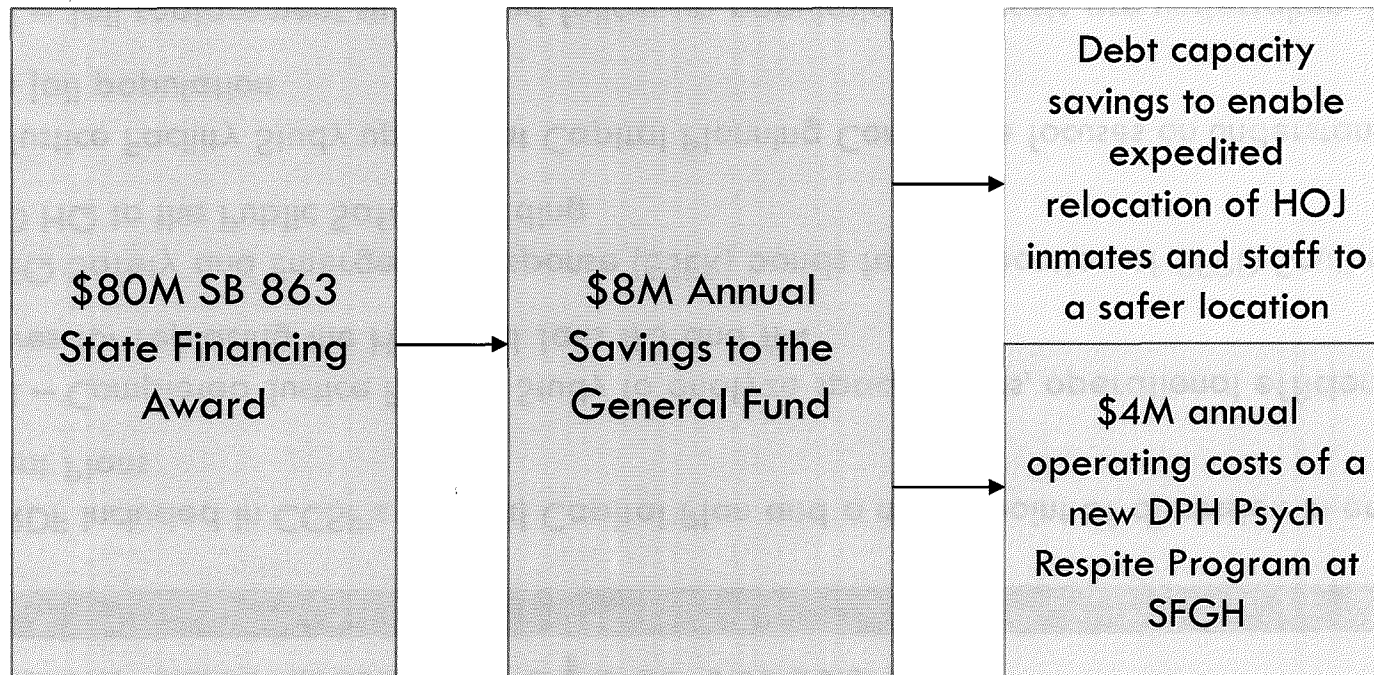 $80M SB 863
State Financing
Award
$8M Annual
Savings to the
General Fund
Debt capacity
savings to enable
expedited
relocation of HOJ
inmates and staff to
a safer location
$4M annual
operating costs of a
new DPH Psych
Respite Program at
SFGH